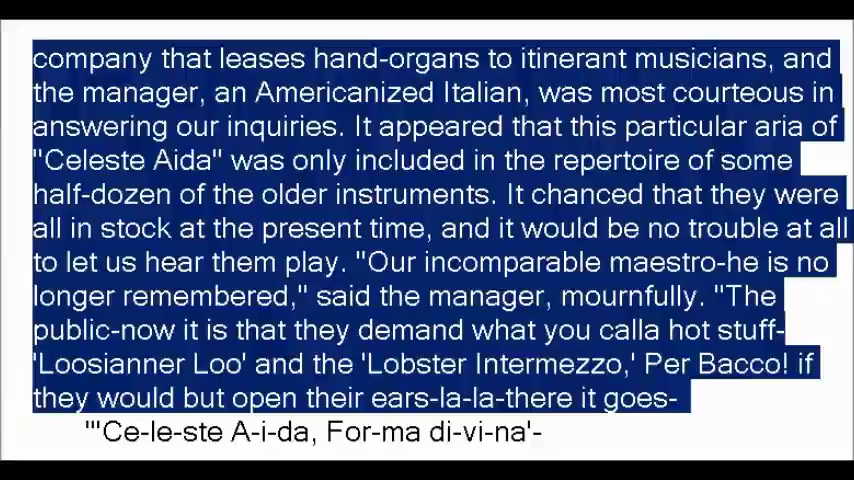 company that leases hand-organs to itinerant musicians, and
the manager, an Americanized Italian, was most courteous in
answering our inquiries. It appeared that this particular aria of
"Celeste Aida" was only included in the repertoire of some
half-dozen of the older instruments. It chanced that they were
all in stock at the present time, and it would be no trouble at all
to let us hear them play. "Our incomparable maestro-he is no
longer remembered," said the manager, mournfully. "The
public-now it is that they demand what you calla hot stuff-
'Loosianner Loo' and the 'Lobster Intermezzo,' Per Bacco! if
they would but open their ears-la-la-there it goes-
"'Ce-le-ste A-i-da, For-ma di-vi-na'-